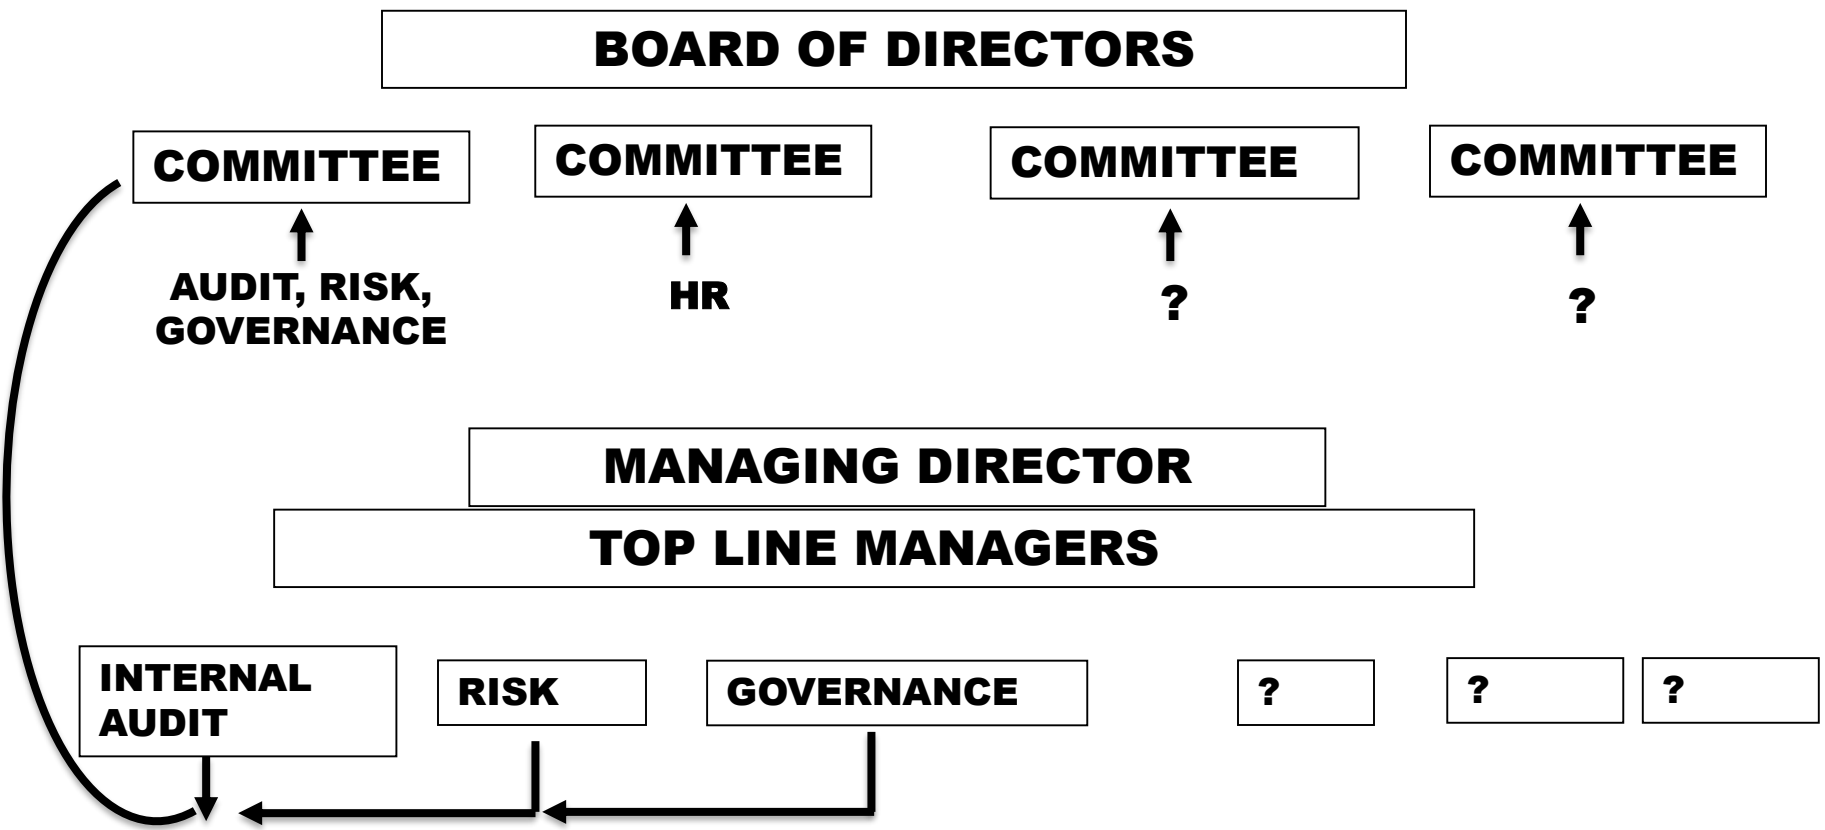 BOARD OF DIRECTORS
COMMITTEE
COMMITTEE
COMMITTEE
COMMITTEE
AUDIT, RISK,
GOVERNANCE
HR
?
?
MANAGING DIRECTOR
TOP LINE MANAGERS
INTERNAL
AUDIT
RISK
GOVERNANCE
?
?
?